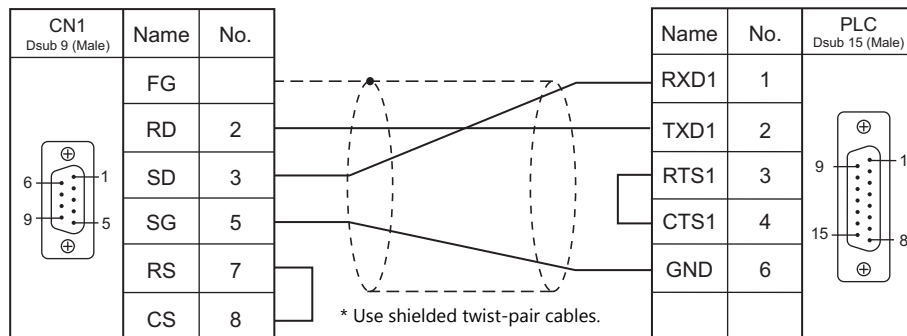 CN1
Dsub 9 (Male)
Name No.
FG
RD 2
SD 3
SG 5
RS 7
CS 8
6 1
9 5
* Use shielded twist-pair cables.
Name No.
PLC
Dsub 15 (Male)
RXD1 1
TXD1 2
RTS1 3
CTS1 4
GND 6
9 1
15 8